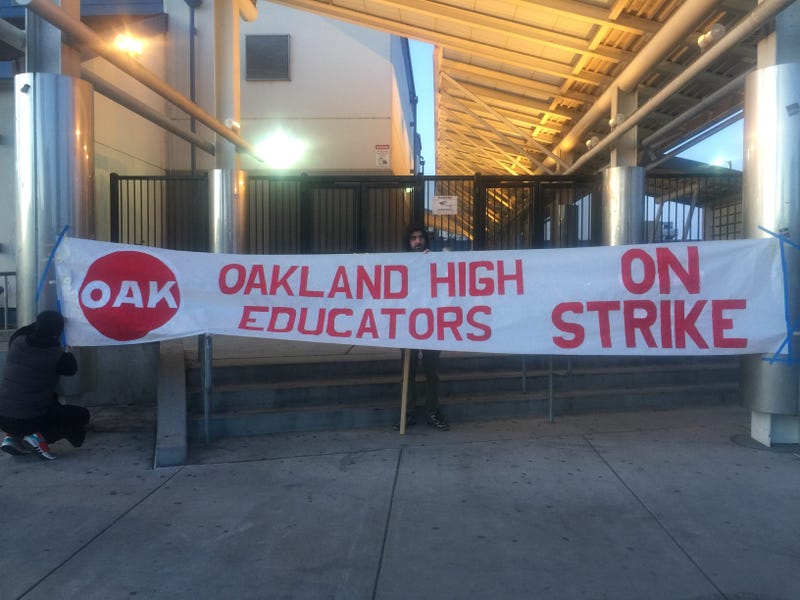 OAK
OAKLAND HIGH
EDUCATORS
ON
STRIKE